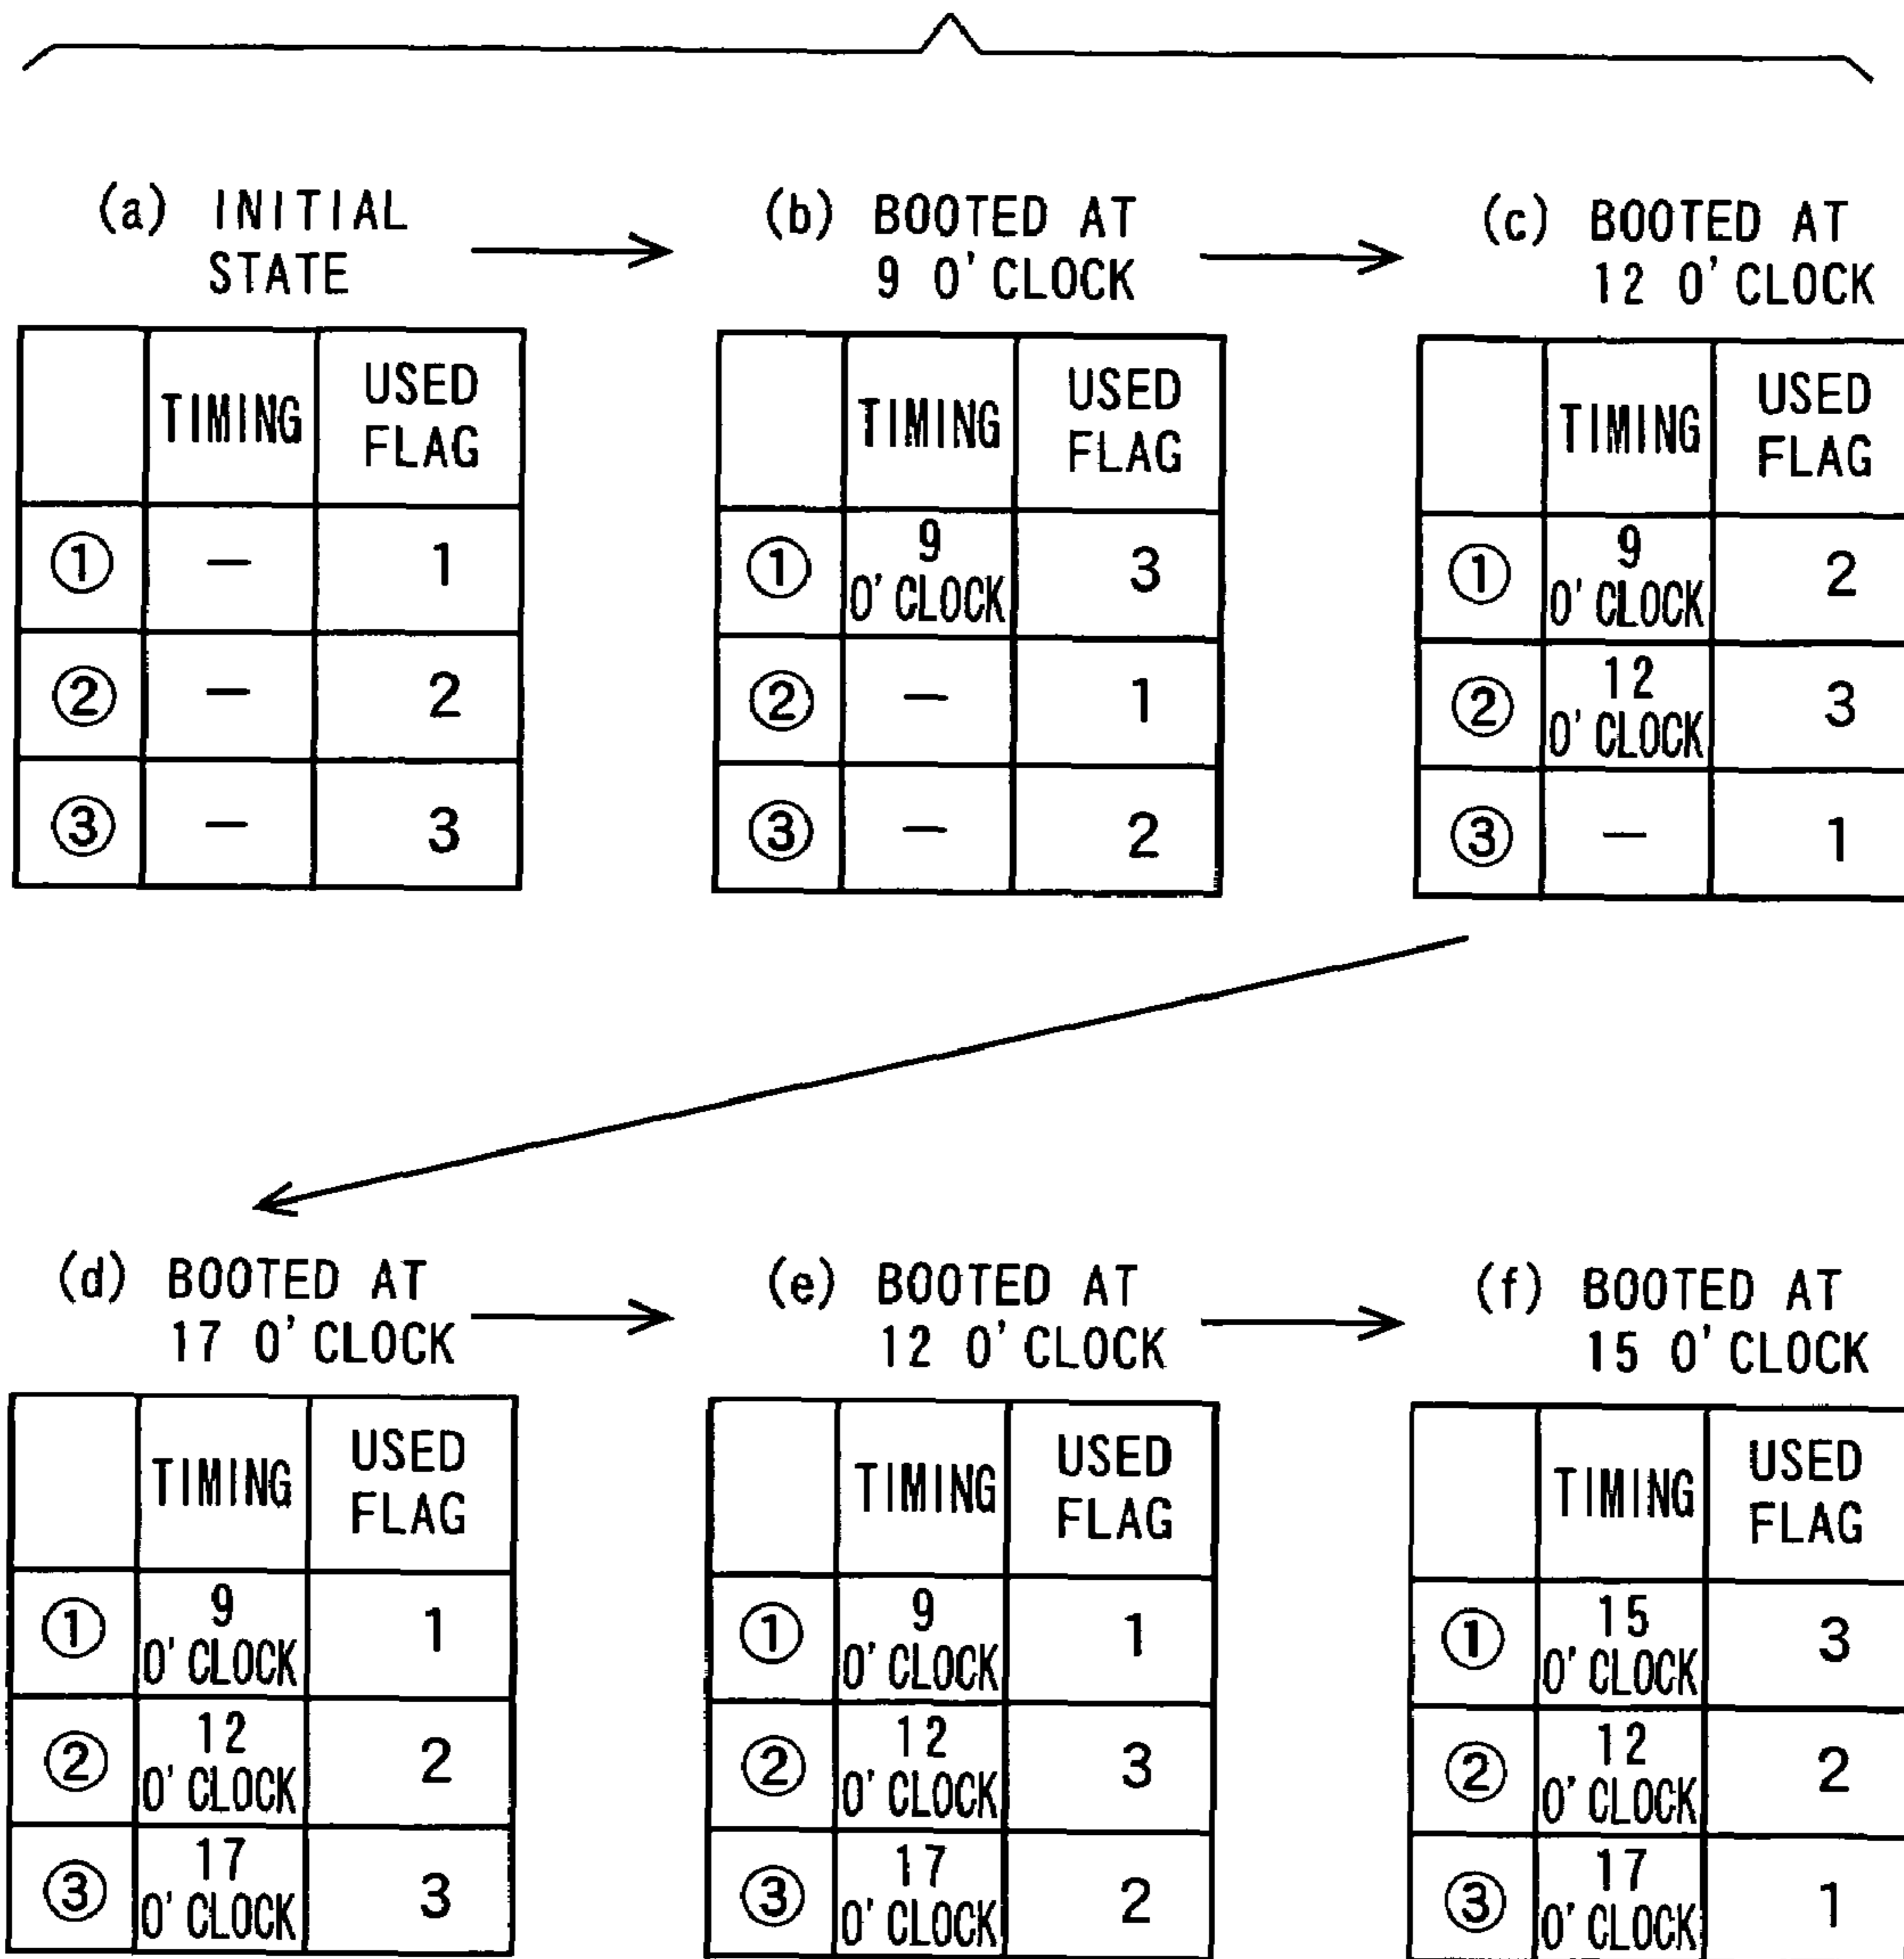 (a) INITIAL
STATE
(b) BOOTED AT
9 O'CLOCK
(c) BOOTED AT
12 O'CLOCK
TIMING
USED
FLAG
① — 1
② — 2
③ — 3
TIMING
USED
FLAG
① 9
O'CLOCK 3
② — 1
③ — 2
TIMING
USED
FLAG
① 9
O'CLOCK 2
② 12
O'CLOCK 3
③ — 1
(d) BOOTED AT
17 O'CLOCK
(e) BOOTED AT
12 O'CLOCK
(f) BOOTED AT
15 O'CLOCK
TIMING
USED
FLAG
① 9
O'CLOCK 1
② 12
O'CLOCK 2
③ 17
O'CLOCK 3
TIMING
USED
FLAG
① 9
O'CLOCK 1
② 12
O'CLOCK 3
③ 17
O'CLOCK 2
TIMING
USED
FLAG
① 15
O'CLOCK 3
② 12
O'CLOCK 2
③ 17
O'CLOCK 1